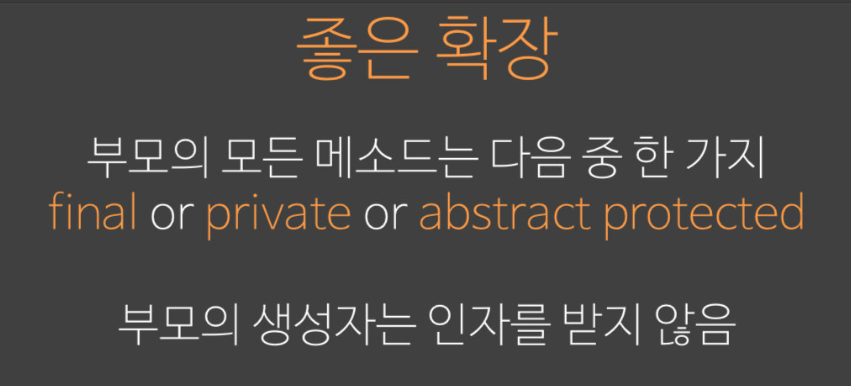 좋은 확장
부모의 모든 메소드는 다음 중 한 가지
final or private or abstract protected
부모의 생성자는 인자를 받지 않음